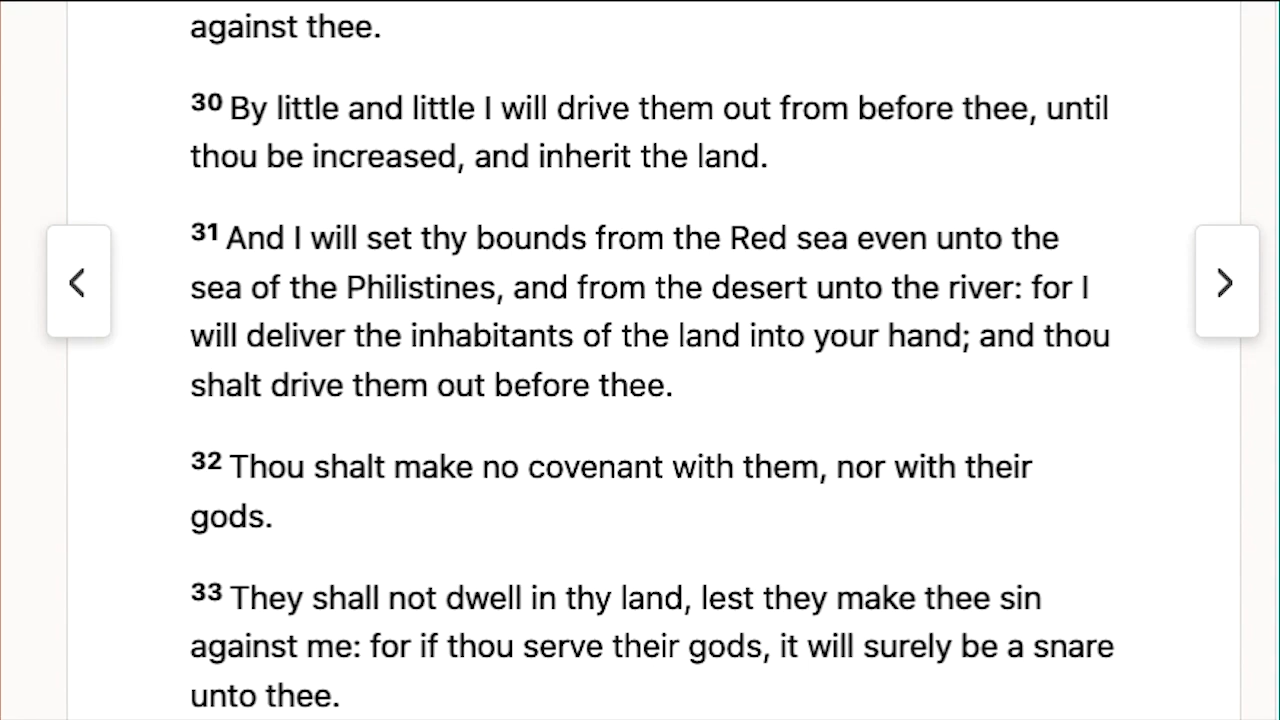 against thee.
30 By little and little I will drive them out from before thee, until
thou be increased, and inherit the land.
31 And I will set thy bounds from the Red sea even unto the
sea of the Philistines, and from the desert unto the river: for I
will deliver the inhabitants of the land into your hand; and thou
shalt drive them out before thee.
32 Thou shalt make no covenant with them, nor with their
gods.
33 They shall not dwell in thy land, lest they make thee sin
against me: for if thou serve their gods, it will surely be a snare
unto thee.